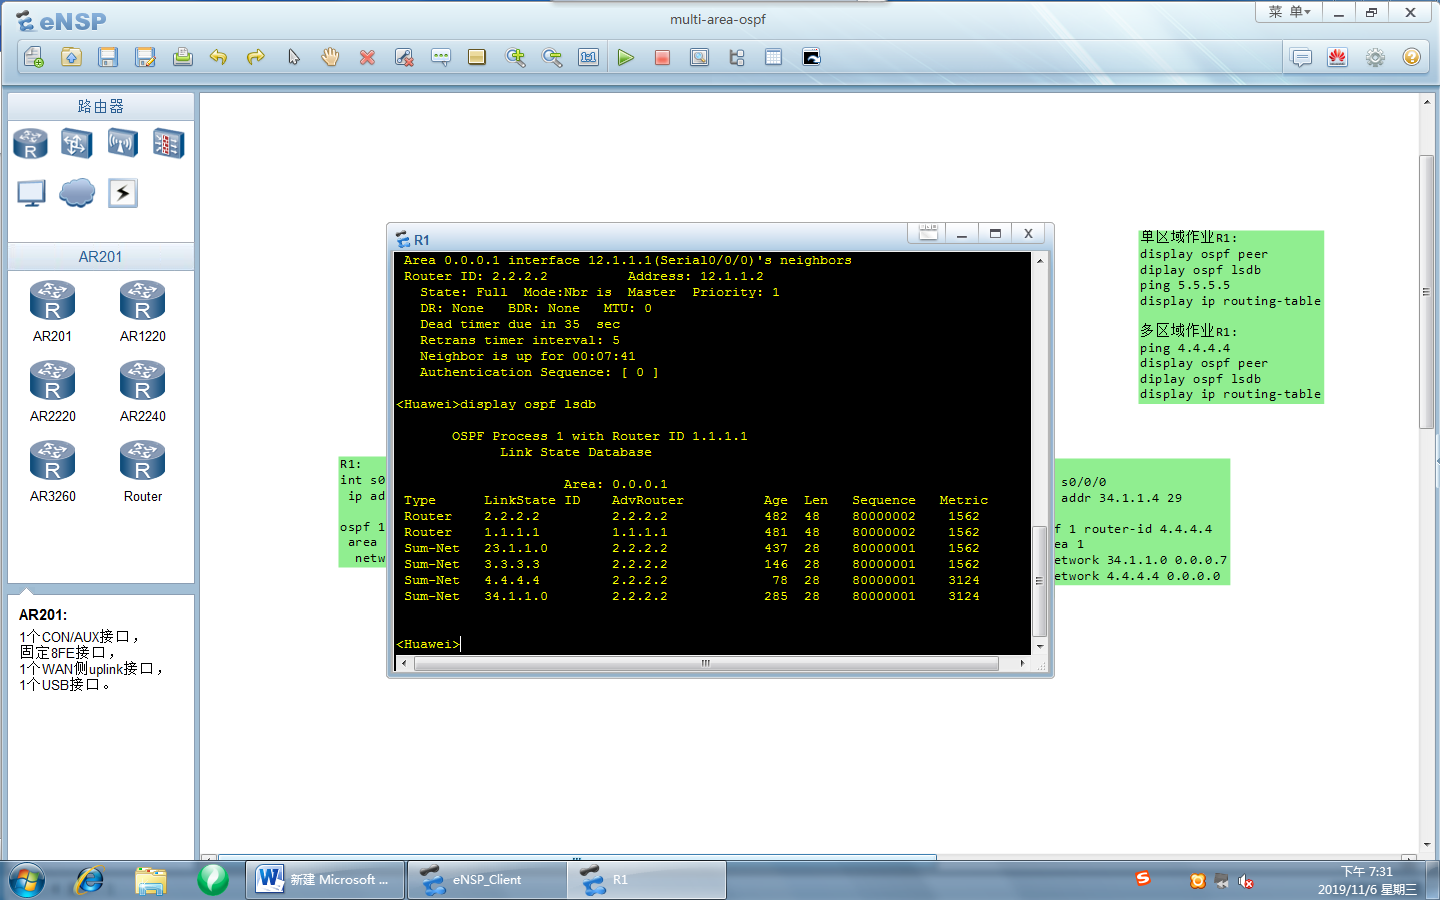 eNSP
multi-area-ospf
菜 单
路由器
AR201
AR201
AR1220
AR2220
AR2240
AR3260
Router
AR201:
1个CON/AUX接口，
固定8FE接口，
1个WAN侧uplink接口，
1个USB接口。
R1:
int s0
ip ad
ospf 1
area
netw
R1
Area 0.0.0.1 interface 12.1.1.1(Serial0/0/0)'s neighbors
Router ID: 2.2.2.2 Address: 12.1.1.2
State: Full Mode:Nbr is Master Priority: 1
DR: None BDR: None MTU: 0
Dead timer due in 35 sec
Retrans timer interval: 5
Neighbor is up for 00:07:41
Authentication Sequence: [ 0 ]
<Huawei>display ospf lsdb
OSPF Process 1 with Router ID 1.1.1.1
Link State Database
Area: 0.0.0.1
Type LinkState ID AdvRouter Age Len Sequence Metric
Router 2.2.2.2 2.2.2.2 482 48 80000002 1562
Router 1.1.1.1 1.1.1.1 481 48 80000002 1562
Sum-Net 23.1.1.0 2.2.2.2 437 28 80000001 1562
Sum-Net 3.3.3.3 2.2.2.2 146 28 80000001 1562
Sum-Net 4.4.4.4 2.2.2.2 78 28 80000001 3124
Sum-Net 34.1.1.0 2.2.2.2 285 28 80000001 3124
<Huawei>
单区域作业R1:
display ospf peer
diplay ospf lsdb
ping 5.5.5.5
display ip routing-table
多区域作业R1:
ping 4.4.4.4
display ospf peer
diplay ospf lsdb
display ip routing-table
s0/0/0
addr 34.1.1.4 29
f 1 router-id 4.4.4.4
ea 1
etwork 34.1.1.0 0.0.0.7
etwork 4.4.4.4 0.0.0.0
新建 Microsoft ...
eNSP_Client
R1
下午 7:31
2019/11/6 星期三